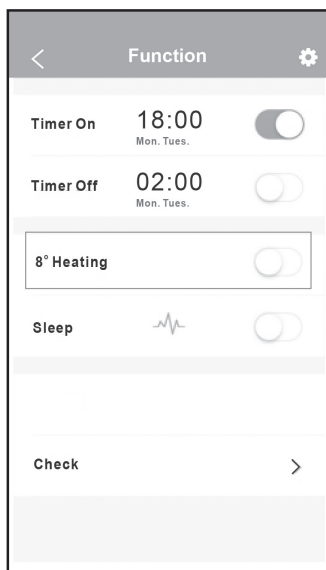 Function
Timer On 18:00
Mon. Tues.
Timer Off 02:00
Mon. Tues.
8° Heating
Sleep
Check